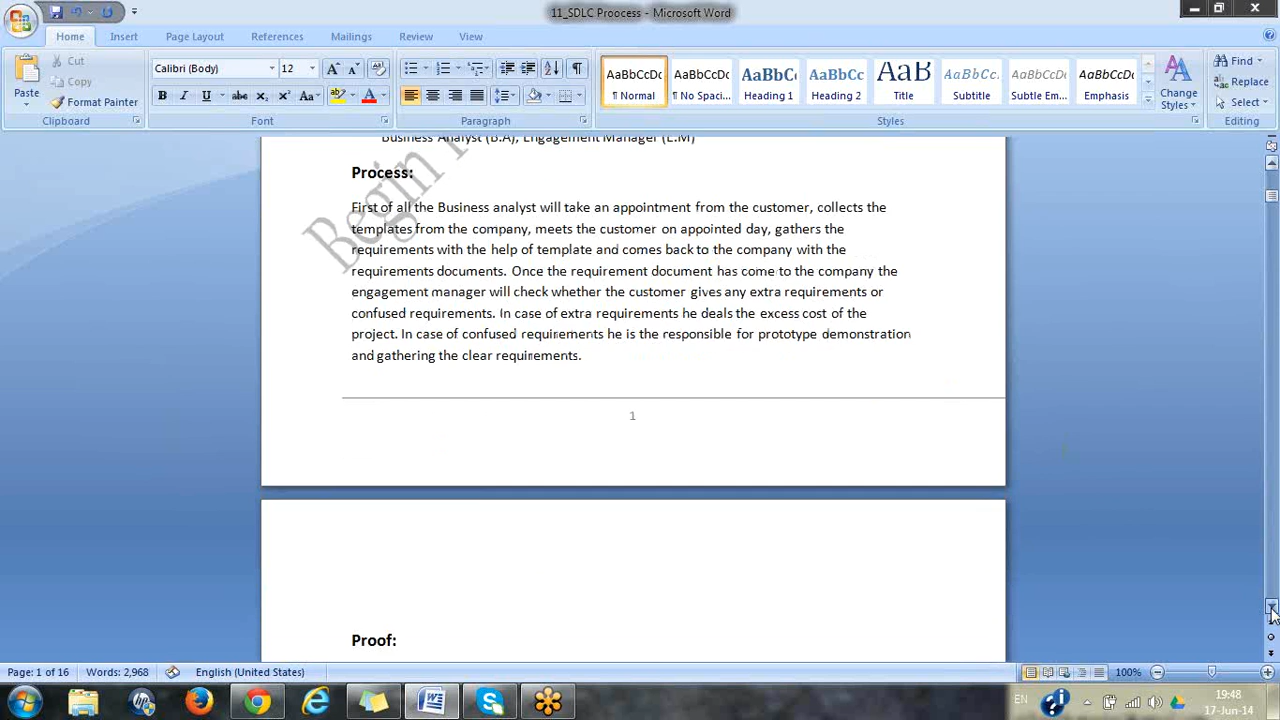 11_SDLC Proocess - Microsoft Word
Home Insert Page Layout References Mailings Review View
Paste
Cut
Copy
Format Painter
Clipboard
Calibri (Body) 12
Font
Paragraph
AaBbCcDc AaBbCcDc AaBbC AaBbCc AaB AaBbCc. AaBbCcDc AaBbCcDc
¶ Normal ¶ No Spaci... Heading 1 Heading 2 Title Subtitle Subtle Em... Emphasis
Change
Styles
Styles
Find
Replace
Select
Editing
Business Analyst (B.A), Engagement Manager (E.M)
Begin
Process:
First of all the Business analyst will take an appointment from the customer, collects the
templates from the company, meets the customer on appointed day, gathers the
requirements with the help of template and comes back to the company with the
requirements documents. Once the requirement document has come to the company the
engagement manager will check whether the customer gives any extra requirements or
confused requirements. In case of extra requirements he deals the excess cost of the
project. In case of confused requirements he is the responsible for prototype demonstration
and gathering the clear requirements.
1
Proof:
Page: 1 of 16 Words: 2,968 English (United States) 100%
EN
19:48
17-Jun-14